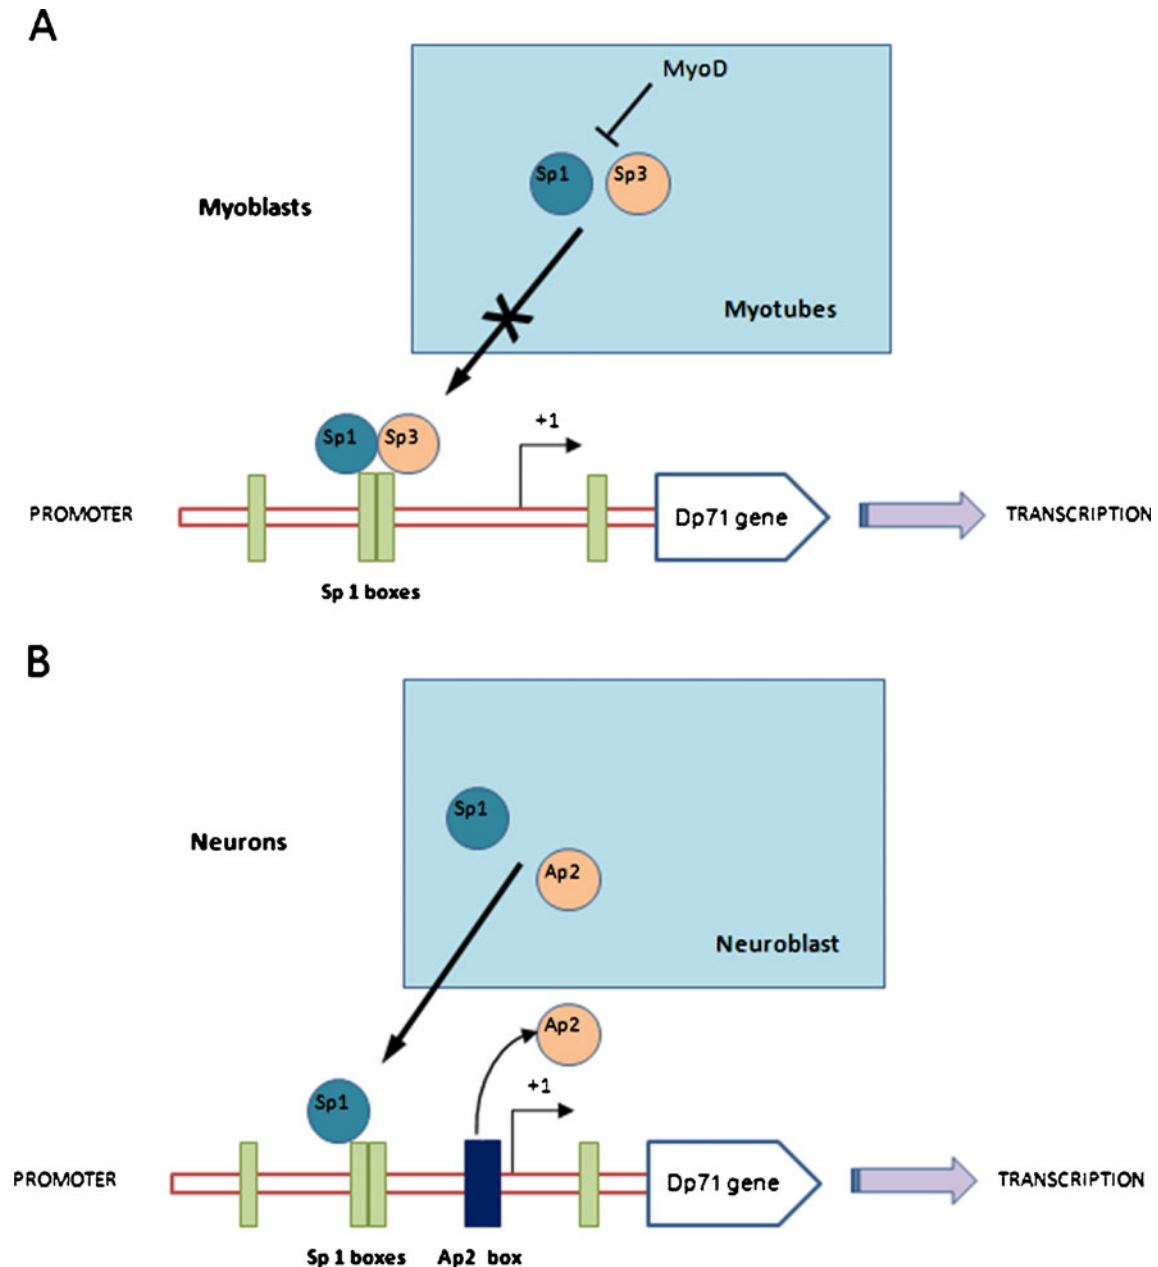 A
MyoD
Sp1
Sp3
Myoblasts
Myotubes
Sp1
Sp3
+1
PROMOTER
Dp71 gene
TRANSCRIPTION
Sp 1 boxes
B
Sp1
Neurons
Ap2
Neuroblast
Ap2
+1
Sp1
PROMOTER
Dp71 gene
TRANSCRIPTION
Sp 1 boxes
Ap2 box